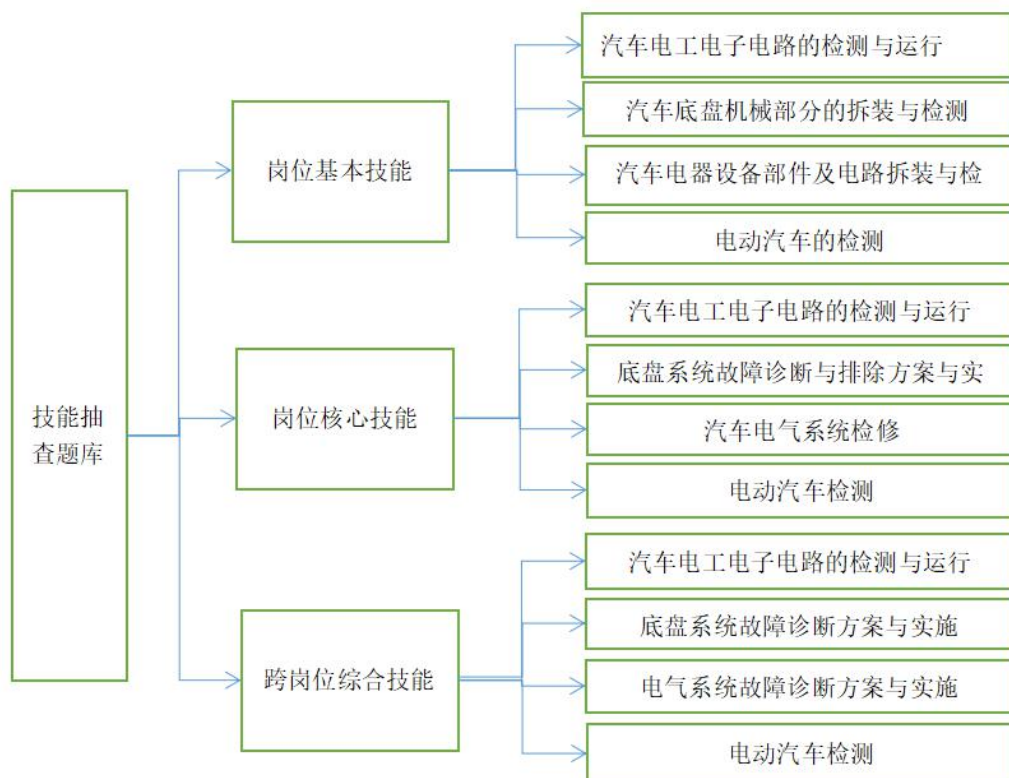 技能抽
查题库
岗位基本技能
汽车电工电子电路的检测与运行
汽车底盘机械部分的拆装与检测
汽车电器设备部件及电路拆装与检
电动汽车的检测
岗位核心技能
汽车电工电子电路的检测与运行
底盘系统故障诊断与排除方案与实
汽车电气系统检修
电动汽车检测
跨岗位综合技能
汽车电工电子电路的检测与运行
底盘系统故障诊断方案与实施
电气系统故障诊断方案与实施
电动汽车检测